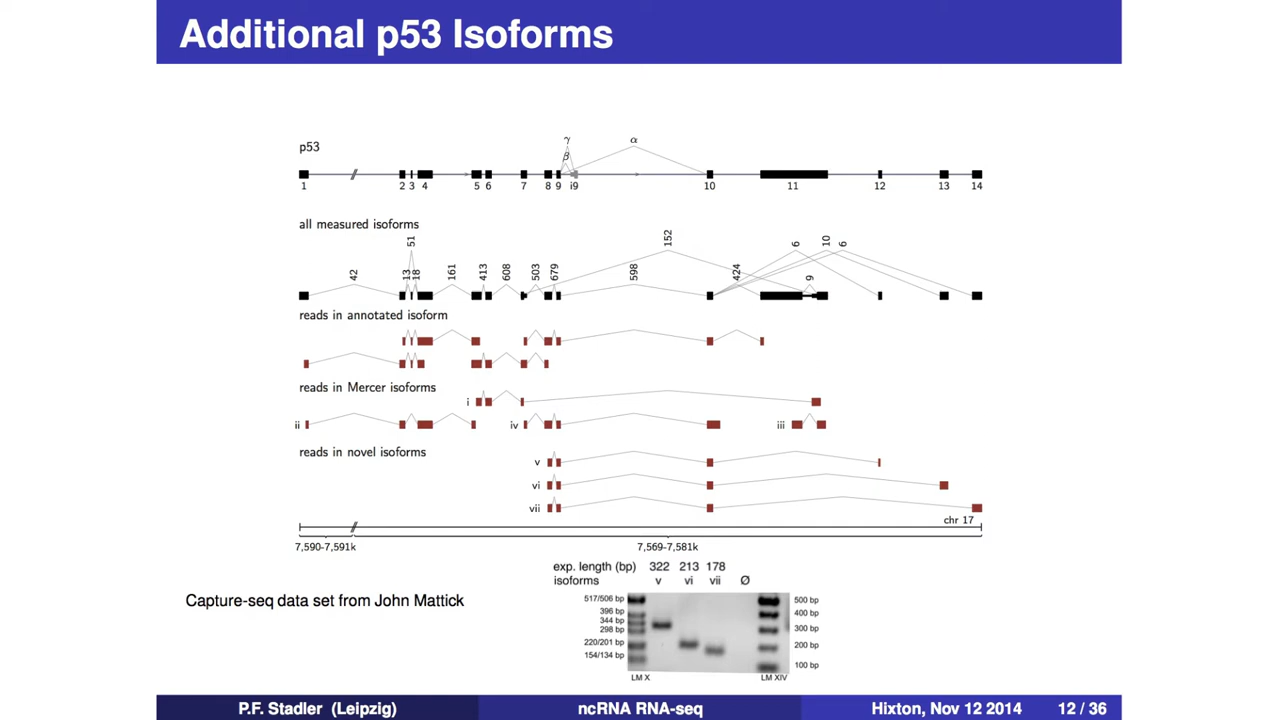 Additional p53 Isoforms
γ α
β
p53
1 2 3 4 5 6 7 8 9 i9 10 11 12 13 14
all measured isoforms
51 152 6 10 6
42 13 18 161 413 608 503 679 598 424 9
reads in annotated isoform
reads in Mercer isoforms
i
ii iv iii
reads in novel isoforms
v
vi
vii
chr 17
7,590-7,591k 7,569-7,581k
exp. length (bp) 322 213 178
isoforms v vi vii Ø
517/506 bp 500 bp
396 bp 400 bp
344 bp
298 bp 300 bp
220/201 bp 200 bp
154/134 bp 100 bp
LM X LM XIV
Capture-seq data set from John Mattick
P.F. Stadler (Leipzig) ncRNA RNA-seq Hixton, Nov 12 2014 12 / 36